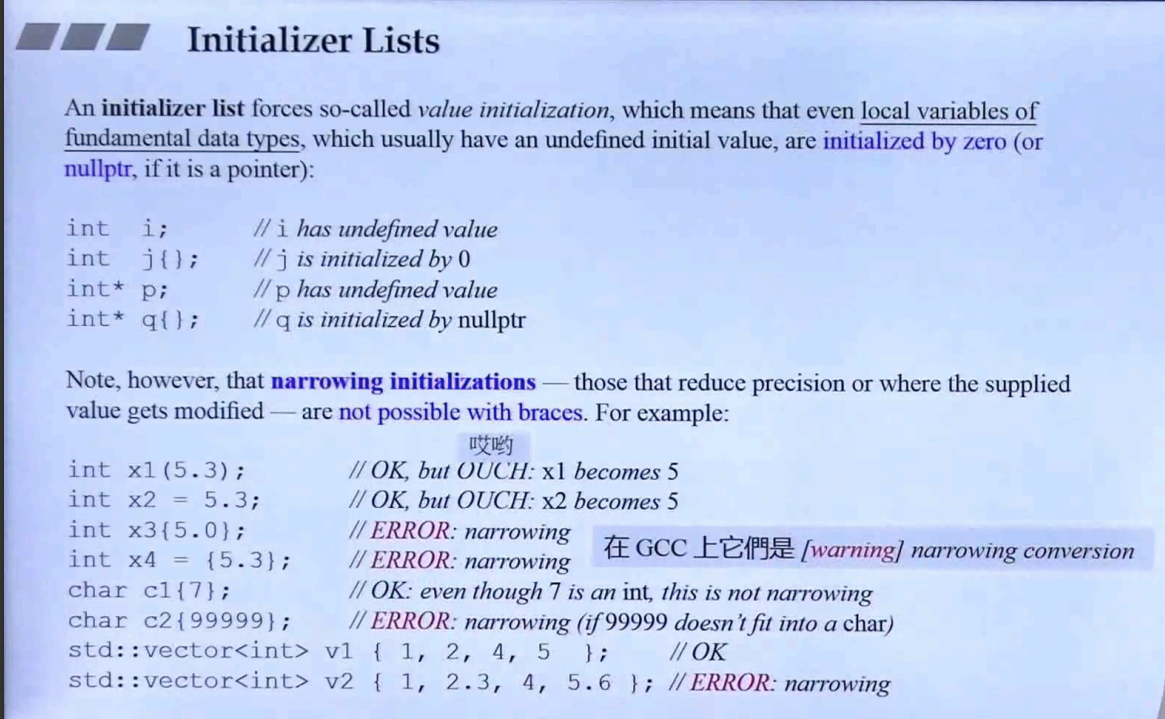 Initializer Lists
An initializer list forces so-called value initialization, which means that even local variables of
fundamental data types, which usually have an undefined initial value, are initialized by zero (or
nullptr, if it is a pointer):
int i; // i has undefined value
int j{}; // j is initialized by 0
int* p; // p has undefined value
int* q{}; // q is initialized by nullptr
Note, however, that narrowing initializations — those that reduce precision or where the supplied
value gets modified — are not possible with braces. For example:
哎哟
int x1(5.3); // OK, but OUCH: x1 becomes 5
int x2 = 5.3; // OK, but OUCH: x2 becomes 5
int x3{5.0}; // ERROR: narrowing
在 GCC 上它們是 [warning] narrowing conversion
int x4 = {5.3}; // ERROR: narrowing
char c1{7}; // OK: even though 7 is an int, this is not narrowing
char c2{99999}; // ERROR: narrowing (if 99999 doesn't fit into a char)
std::vector<int> v1 { 1, 2, 4, 5 }; // OK
std::vector<int> v2 { 1, 2.3, 4, 5.6 }; // ERROR: narrowing